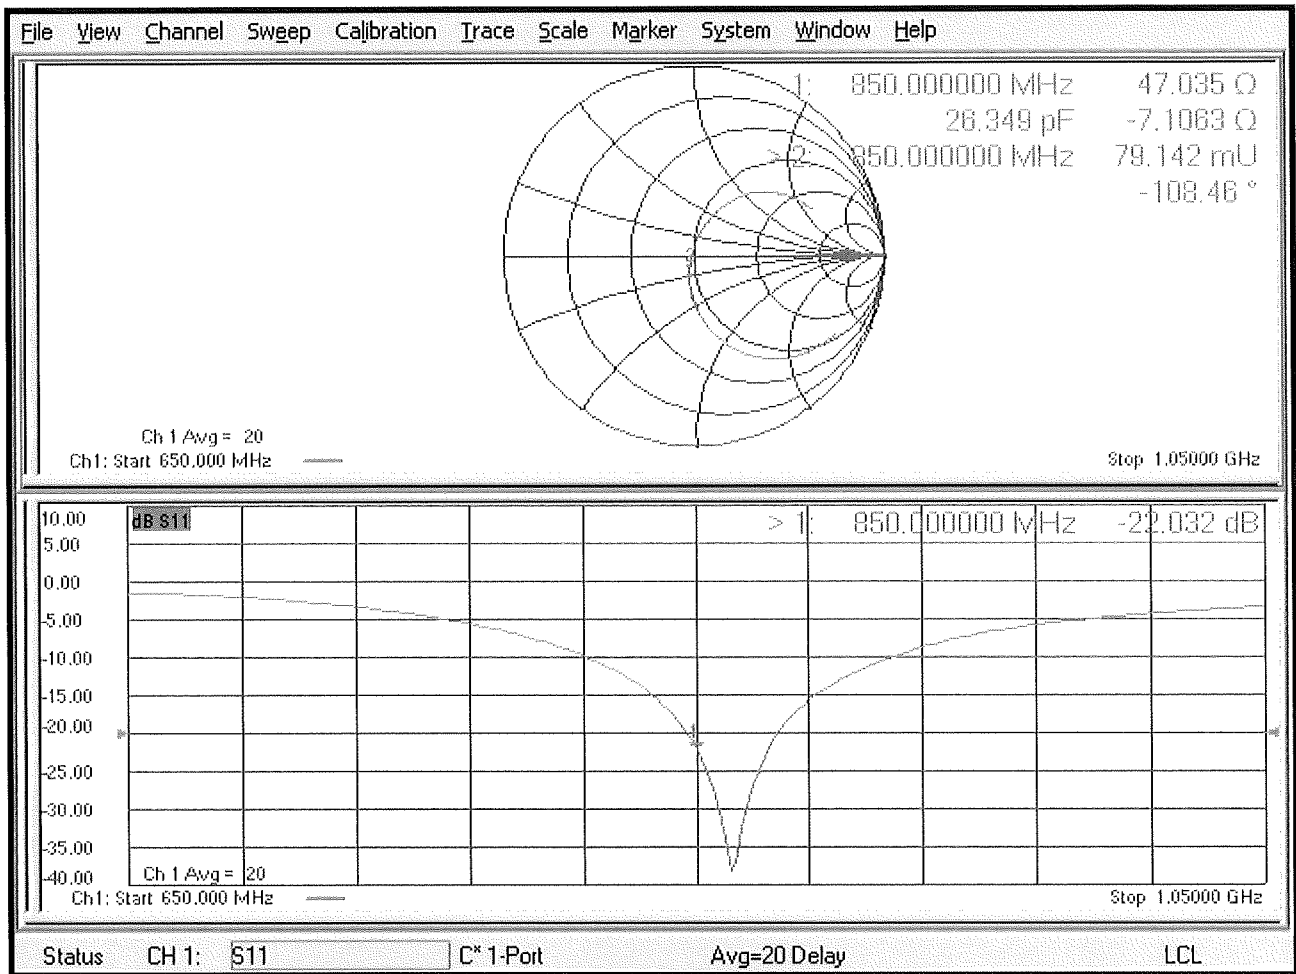 File View Channel Sweep Calibration Trace Scale Marker System Window Help
1: 850.000000 MHz 47.035 Ω
26.349 pF -7.1063 Ω
> 2: 850.000000 MHz 79.142 mU
-108.46 °
Ch 1 Avg = 20
Ch1: Start 650.000 MHz
Stop 1.05000 GHz
10.00
dB S11
> 1: 850.000000 MHz -22.032 dB
5.00
0.00
-5.00
-10.00
-15.00
-20.00
1
-25.00
-30.00
-35.00
-40.00
Ch 1 Avg = 20
Ch1: Start 650.000 MHz
Stop 1.05000 GHz
Status CH 1: S11 C* 1-Port Avg=20 Delay LCL